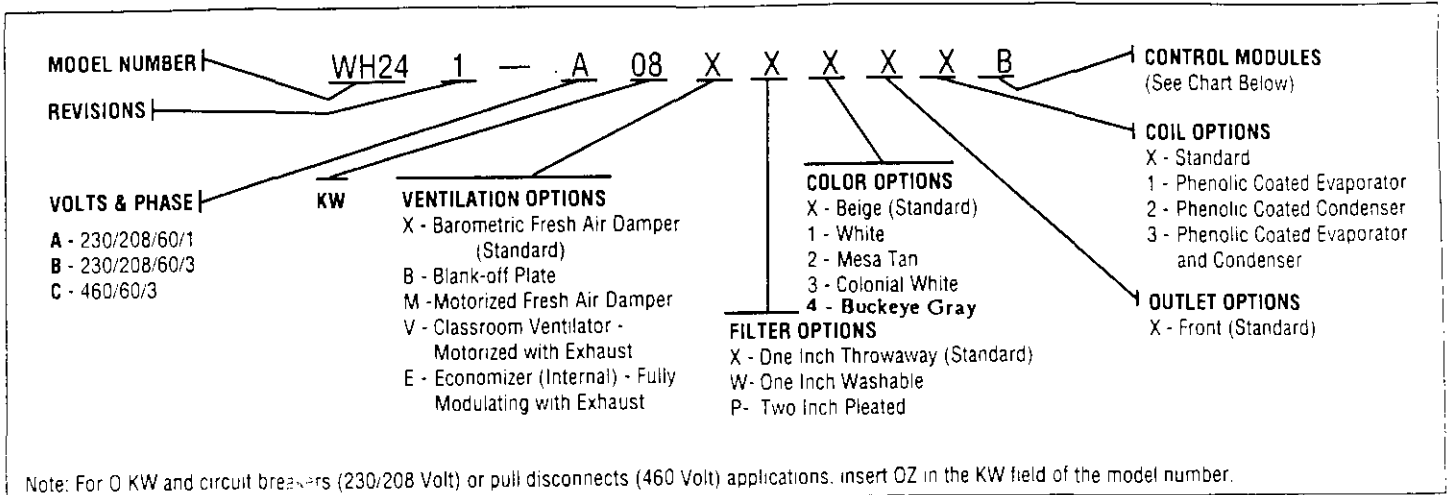 MODEL NUMBER
WH24 1 — A 08 X X X X X B
REVISIONS
CONTROL MODULES
(See Chart Below)
COIL OPTIONS
X - Standard
1 - Phenolic Coated Evaporator
2 - Phenolic Coated Condenser
3 - Phenolic Coated Evaporator
and Condenser
VOLTS & PHASE
A - 230/208/60/1
B - 230/208/60/3
C - 460/60/3
KW
VENTILATION OPTIONS
X - Barometric Fresh Air Damper
(Standard)
B - Blank-off Plate
M - Motorized Fresh Air Damper
V - Classroom Ventilator -
Motorized with Exhaust
E - Economizer (Internal) - Fully
Modulating with Exhaust
COLOR OPTIONS
X - Beige (Standard)
1 - White
2 - Mesa Tan
3 - Colonial White
4 - Buckeye Gray
FILTER OPTIONS
X - One Inch Throwaway (Standard)
W- One Inch Washable
P- Two Inch Pleated
OUTLET OPTIONS
X - Front (Standard)
Note: For O KW and circuit breakers (230/208 Volt) or pull disconnects (460 Volt) applications, insert OZ in the KW field of the model number.